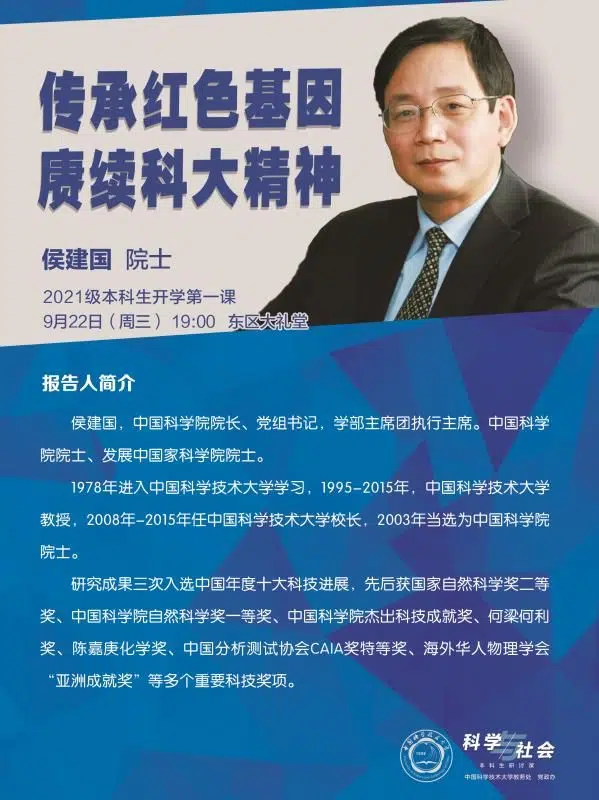 传承红色基因
赓续科大精神
侯建国 院士
2021级本科生开学第一课
9月22日（周三）19:00 东区大礼堂
报告人简介
侯建国，中国科学院院长、党组书记，学部主席团执行主席。中国科学
院院士、发展中国家科学院院士。
1978年进入中国科学技术大学学习，1995-2015年，中国科学技术大学
教授，2008年-2015年任中国科学技术大学校长，2003年当选为中国科学院
院士。
研究成果三次入选中国年度十大科技进展，先后获国家自然科学奖二等
奖、中国科学院自然科学奖一等奖、中国科学院杰出科技成就奖、何梁何利
奖、陈嘉庚化学奖、中国分析测试协会CAIA奖特等奖、海外华人物理学会
“亚洲成就奖”等多个重要科技奖项。
科学与社会
本科生研讨课
中国科学技术大学教务处 党政办